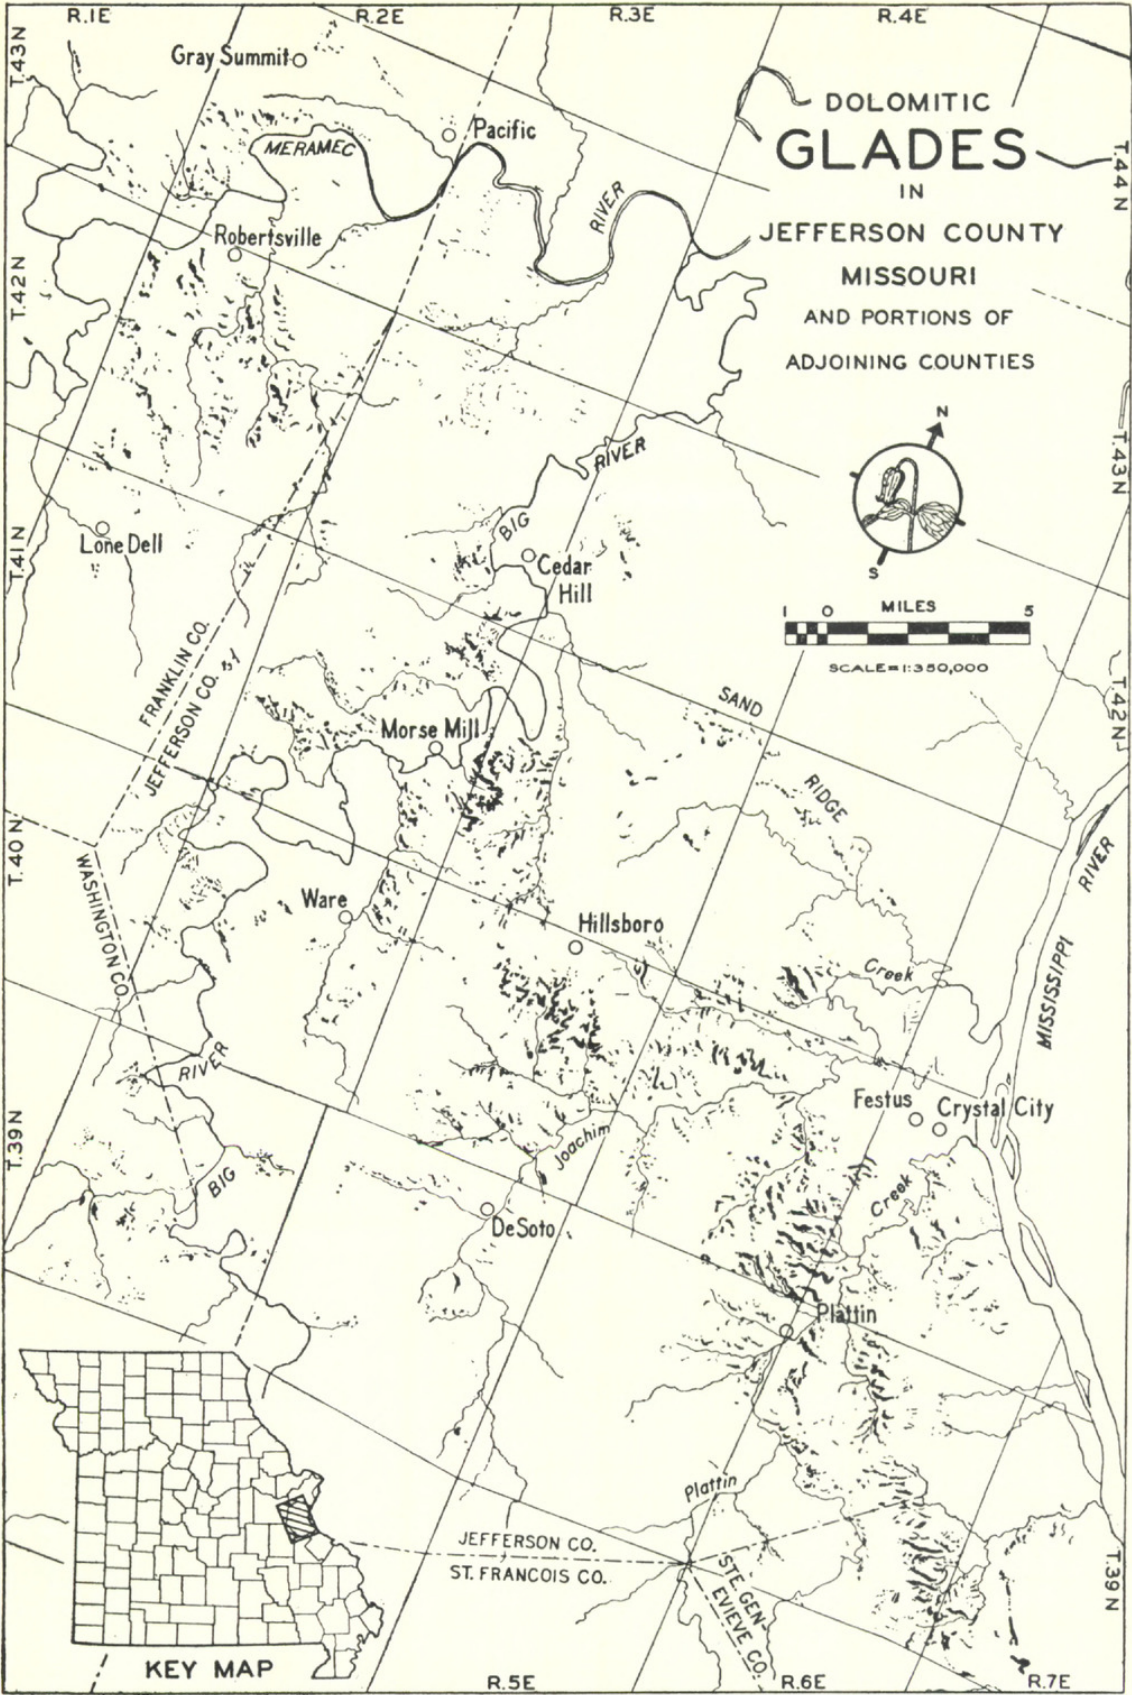 R.1E
R.2E
R.3E
R.4E
T.43N
Gray Summit
DOLOMITIC
GLADES
IN
JEFFERSON COUNTY
MISSOURI
AND PORTIONS OF
ADJOINING COUNTIES
Pacific
MERAMEC
RIVER
T.44N
Robertsville
T.42N
N
S
T.43N
RIVER
BIG
Cedar
Hill
Lone Dell
T.41N
1 0 MILES 5
SCALE=1:350,000
FRANKLIN CO.
JEFFERSON CO.
SAND
RIDGE
T.42N
Morse Mill
T.40N
WASHINGTON CO.
Ware
Hillsboro
Creek
MISSISSIPPI
RIVER
RIVER
BIG
Festus
Crystal City
Joachim
Creek
T.39N
DeSoto
Plattin
Plattin
JEFFERSON CO.
ST. FRANCOIS CO.
STE. GEN-
EVIEVE CO.
T.39N
KEY MAP
R.5E
R.6E
R.7E